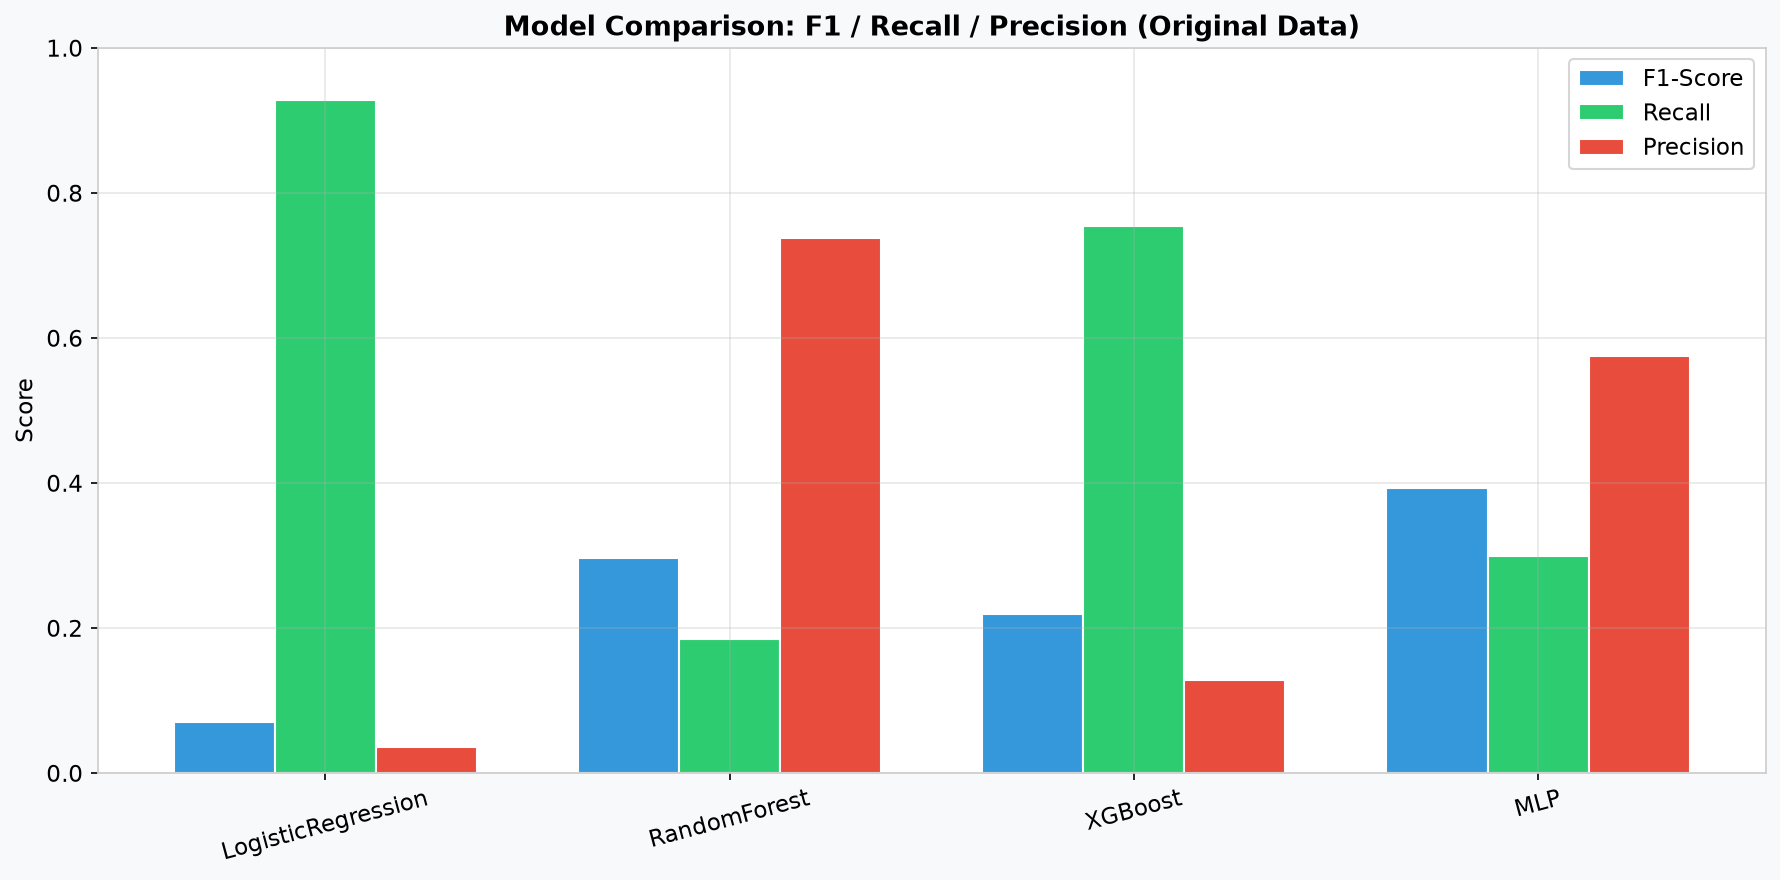 Model Comparison: F1 / Recall / Precision (Original Data)
F1-Score
Recall
Precision
Score
1.0
0.8
0.6
0.4
0.2
0.0
LogisticRegression
RandomForest
XGBoost
MLP